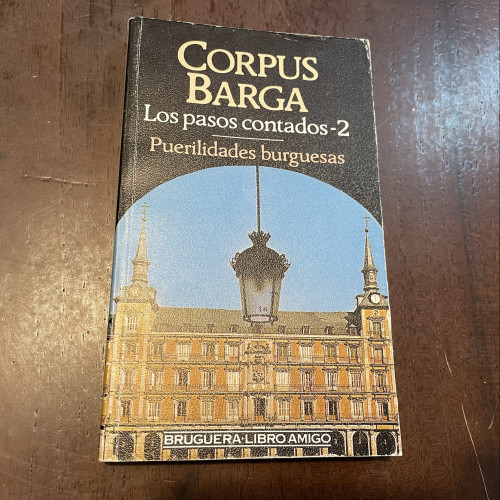 CORPUS
BARGA
Los pasos contados-2
Puerilidades burguesas
BRUGUERA·LIBRO AMIGO